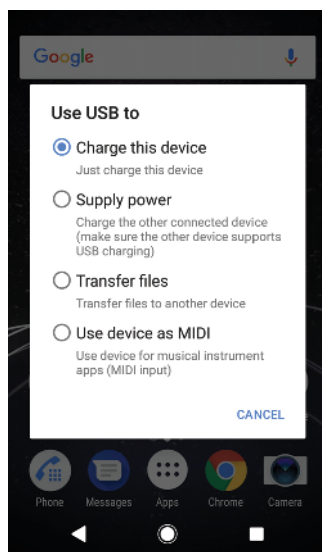 Google
Use USB to
Charge this device
Just charge this device
Supply power
Charge the other connected device
(make sure the other device supports
USB charging)
Transfer files
Transfer files to another device
Use device as MIDI
Use device for musical instrument
apps (MIDI input)
CANCEL
Phone Messages Apps Chrome Camera